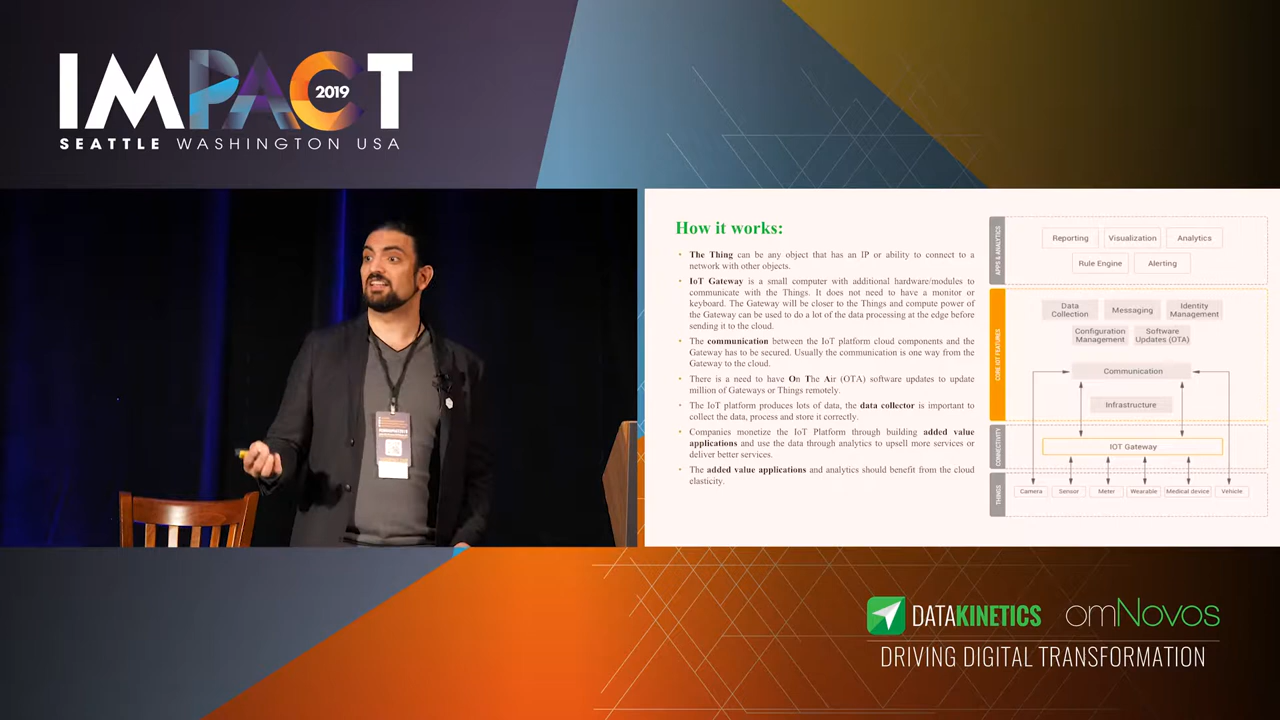 IMPACT
2019
SEATTLE WASHINGTON USA
How it works:
• The Thing can be any object that has an IP or ability to connect to a
network with other objects.
• IoT Gateway is a small computer with additional hardware/modules to
communicate with the Things. It does not need to have a monitor or
keyboard. The Gateway will be closer to the Things and compute power of
the Gateway can be used to do a lot of the data processing at the edge before
sending it to the cloud.
• The communication between the IoT platform cloud components and the
Gateway has to be secured. Usually the communication is one way from the
Gateway to the cloud.
• There is a need to have On The Air (OTA) software updates to update
million of Gateways or Things remotely.
• The IoT platform produces lots of data, the data collector is important to
collect the data, process and store it correctly.
• Companies monetize the IoT Platform through building added value
applications and use the data through analytics to upsell more services or
deliver better services.
• The added value applications and analytics should benefit from the cloud
elasticity.
APPS & ANALYTICS
Reporting Visualization Analytics
Rule Engine Alerting
CORE IOT FEATURES
Data Collection Messaging Identity Management
Configuration Management Software Updates (OTA)
Communication
Infrastructure
CONNECTIVITY
IOT Gateway
THINGS
Camera Sensor Meter Wearable Medical device Vehicle
DATAKINETICS omNovos
DRIVING DIGITAL TRANSFORMATION